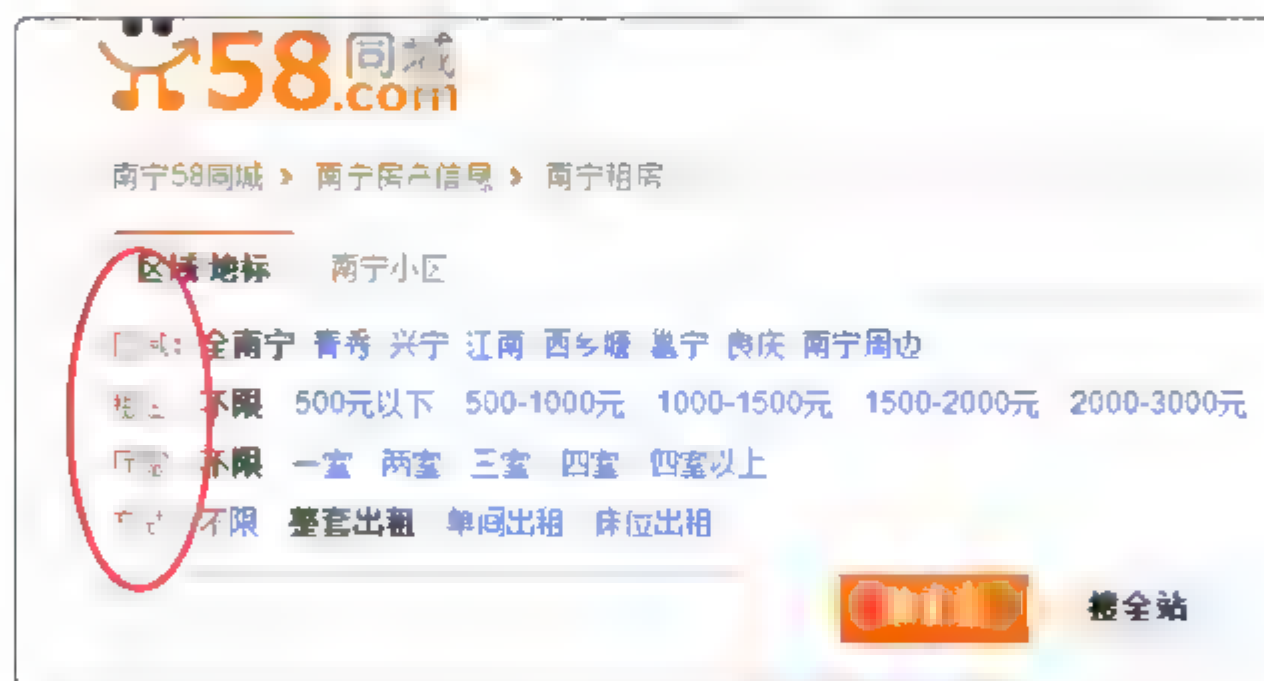 58同城
.com
南宁58同城 > 南宁房产信息 > 南宁租房
区域 地标 南宁小区
全南宁 青秀 兴宁 江南 西乡塘 邕宁 良庆 南宁周边
不限 500元以下 500-1000元 1000-1500元 1500-2000元 2000-3000元
不限 一室 两室 三室 四室 四室以上
不限 整套出租 单间出租 床位出租
搜全站